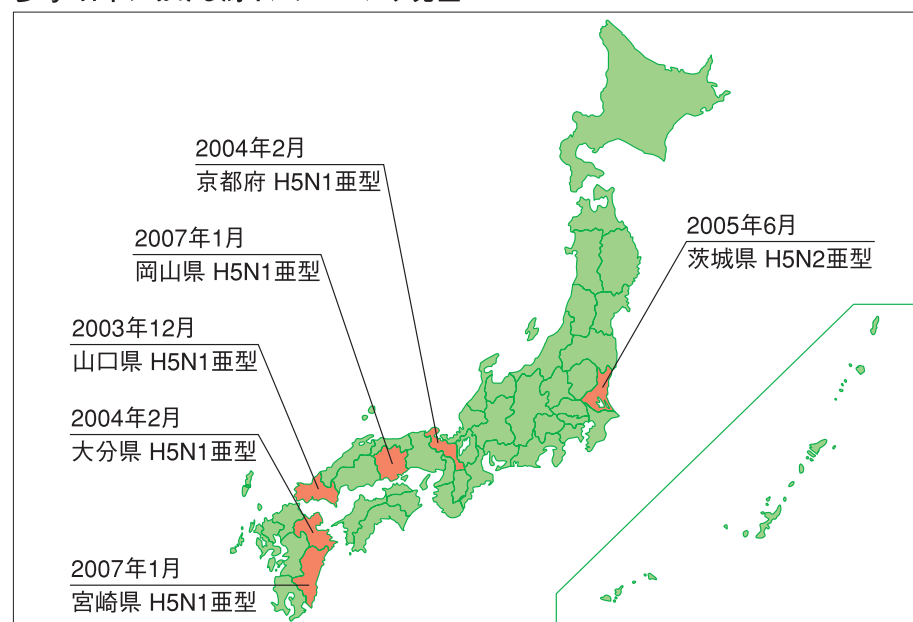 2004年2月
京都府 H5N1亜型
2007年1月
岡山県 H5N1亜型
2005年6月
茨城県 H5N2亜型
2003年12月
山口県 H5N1亜型
2004年2月
大分県 H5N1亜型
2007年1月
宮崎県 H5N1亜型